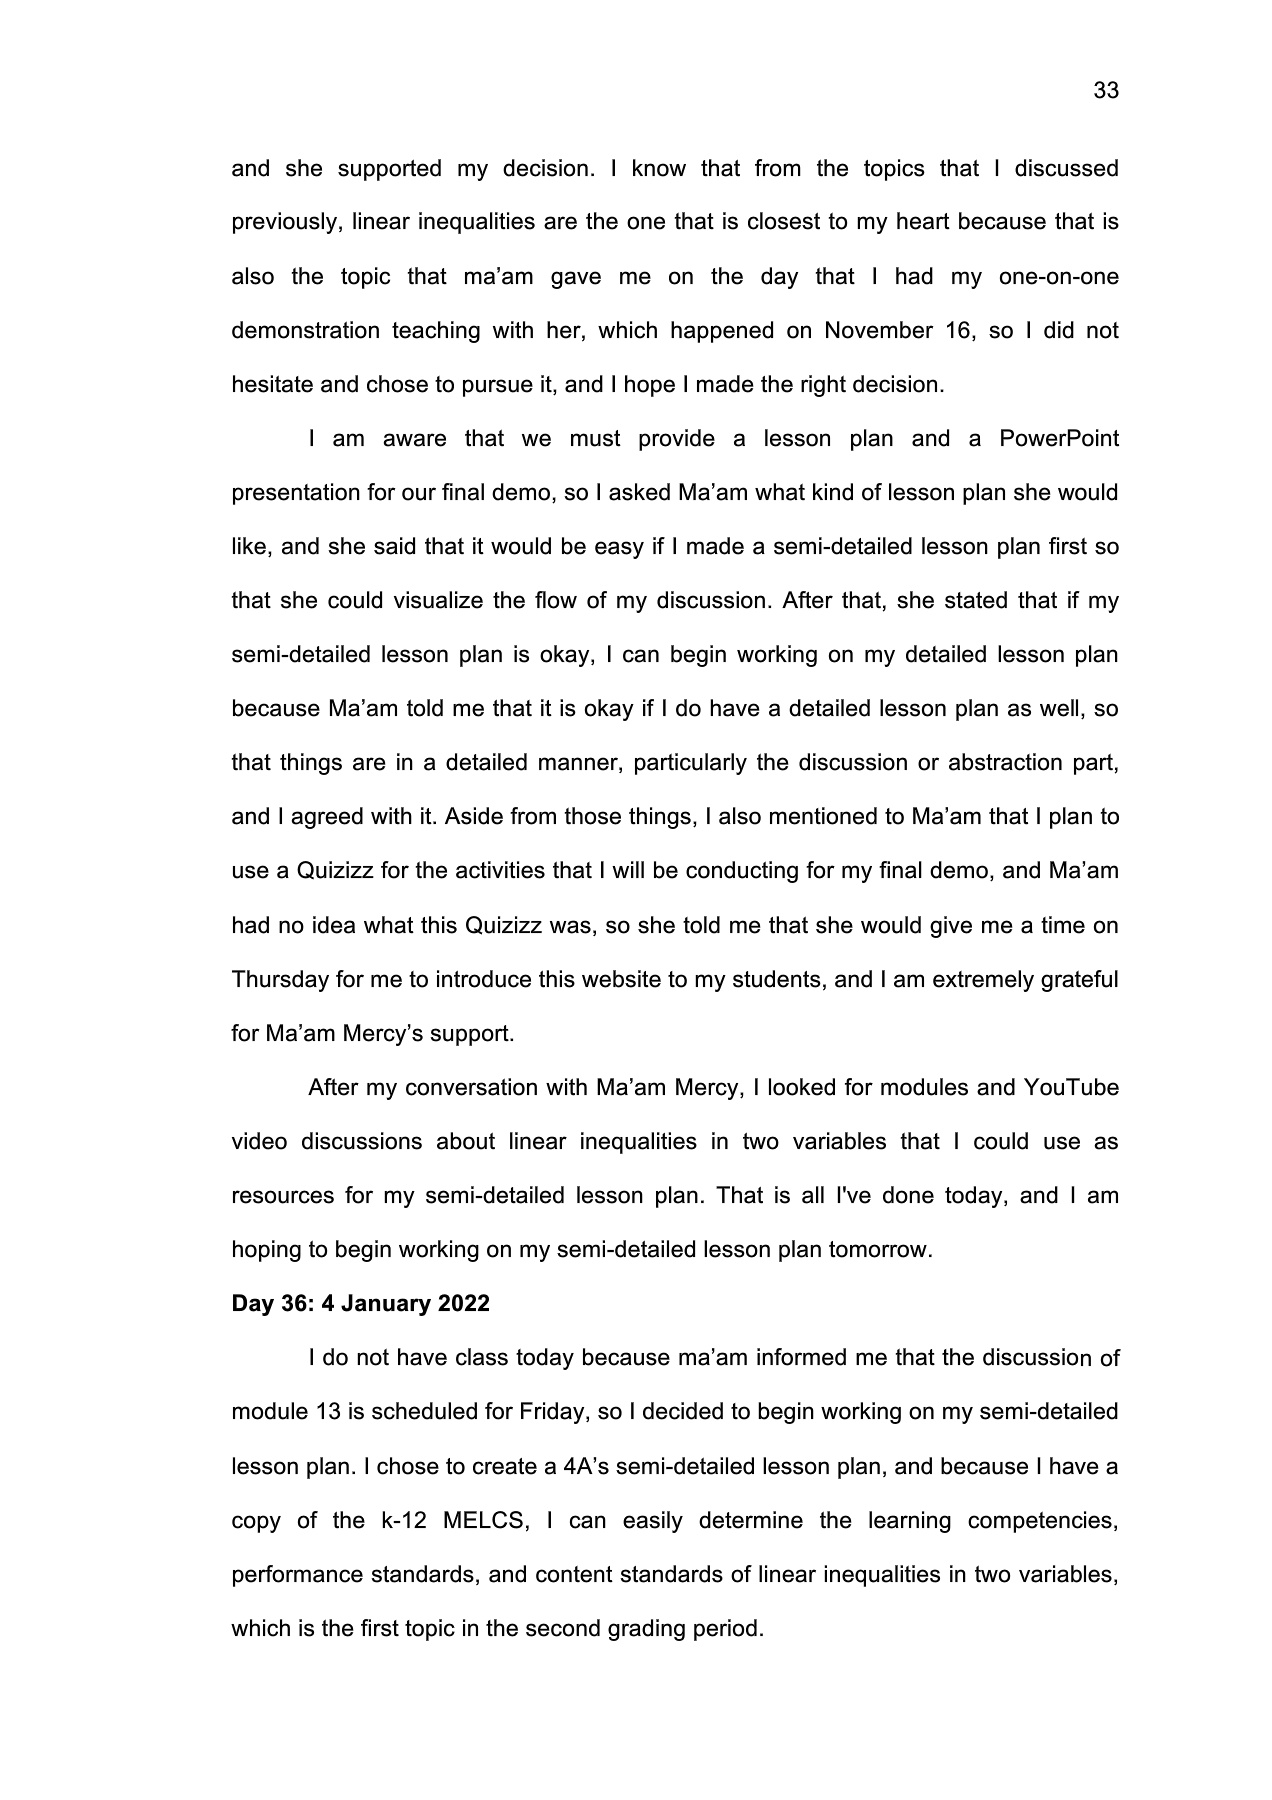 33
and she supported my decision. I know that from the topics that I discussed
previously, linear inequalities are the one that is closest to my heart because that is
also the topic that ma’am gave me on the day that I had my one-on-one
demonstration teaching with her, which happened on November 16, so I did not
hesitate and chose to pursue it, and I hope I made the right decision.
I am aware that we must provide a lesson plan and a PowerPoint
presentation for our final demo, so I asked Ma’am what kind of lesson plan she would
like, and she said that it would be easy if I made a semi-detailed lesson plan first so
that she could visualize the flow of my discussion. After that, she stated that if my
semi-detailed lesson plan is okay, I can begin working on my detailed lesson plan
because Ma’am told me that it is okay if I do have a detailed lesson plan as well, so
that things are in a detailed manner, particularly the discussion or abstraction part,
and I agreed with it. Aside from those things, I also mentioned to Ma’am that I plan to
use a Quizizz for the activities that I will be conducting for my final demo, and Ma’am
had no idea what this Quizizz was, so she told me that she would give me a time on
Thursday for me to introduce this website to my students, and I am extremely grateful
for Ma’am Mercy’s support.
After my conversation with Ma’am Mercy, I looked for modules and YouTube
video discussions about linear inequalities in two variables that I could use as
resources for my semi-detailed lesson plan. That is all I've done today, and I am
hoping to begin working on my semi-detailed lesson plan tomorrow.
Day 36: 4 January 2022
I do not have class today because ma’am informed me that the discussion of
module 13 is scheduled for Friday, so I decided to begin working on my semi-detailed
lesson plan. I chose to create a 4A’s semi-detailed lesson plan, and because I have a
copy of the k-12 MELCS, I can easily determine the learning competencies,
performance standards, and content standards of linear inequalities in two variables,
which is the first topic in the second grading period.